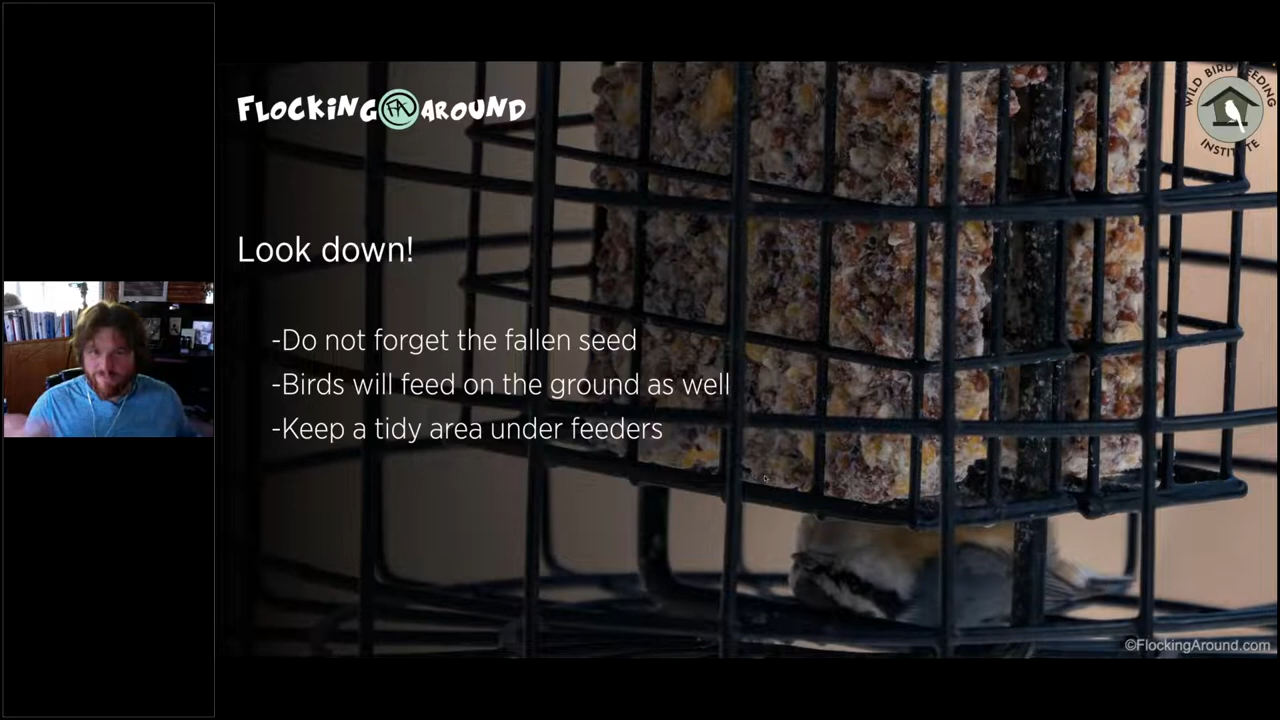 FLOCKING FA AROUND
WILD BIRD FEEDING
INSTITUTE
Look down!
-Do not forget the fallen seed
-Birds will feed on the ground as well
-Keep a tidy area under feeders
©FlockingAround.com